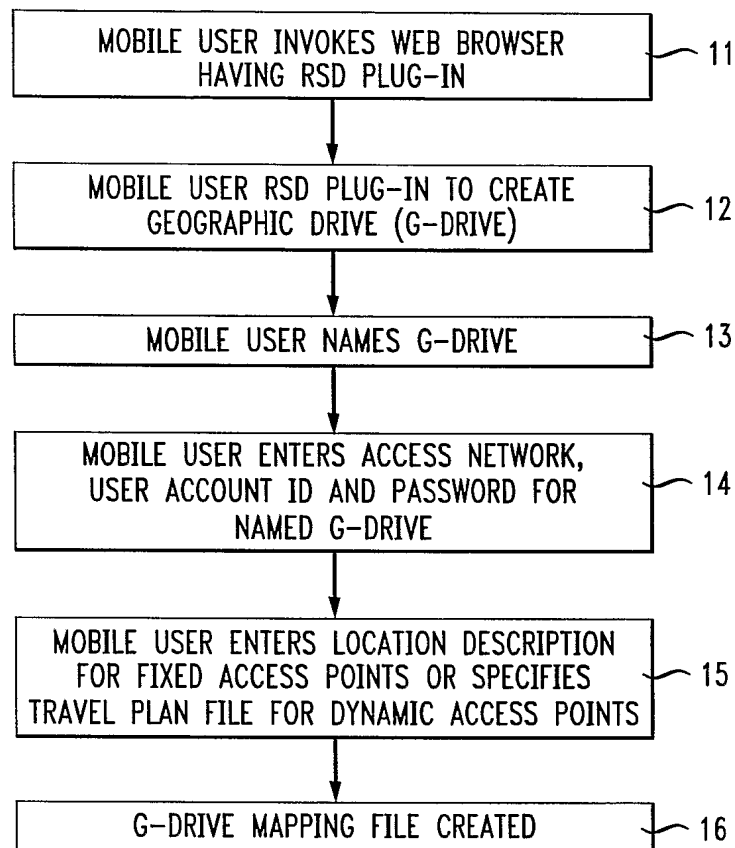 MOBILE USER INVOKES WEB BROWSER
HAVING RSD PLUG-IN
11
MOBILE USER RSD PLUG-IN TO CREATE
GEOGRAPHIC DRIVE (G-DRIVE)
12
MOBILE USER NAMES G-DRIVE
13
MOBILE USER ENTERS ACCESS NETWORK,
USER ACCOUNT ID AND PASSWORD FOR
NAMED G-DRIVE
14
MOBILE USER ENTERS LOCATION DESCRIPTION
FOR FIXED ACCESS POINTS OR SPECIFIES
TRAVEL PLAN FILE FOR DYNAMIC ACCESS POINTS
15
G-DRIVE MAPPING FILE CREATED
16